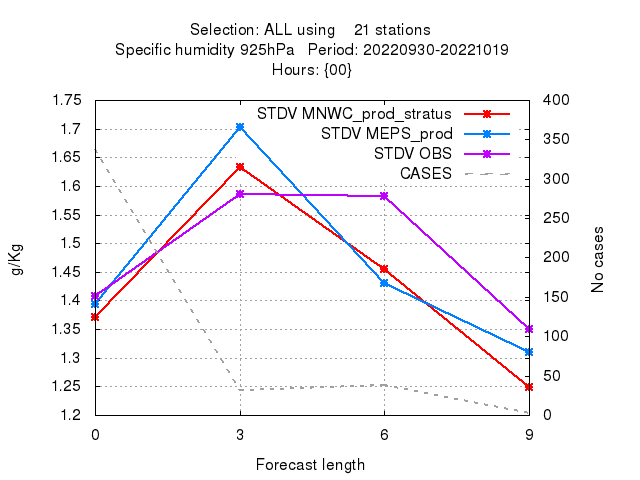 Selection: ALL using 21 stations
Specific humidity 925hPa Period: 20220930-20221019
Hours: {00}
STDV MNWC_prod_stratus
STDV MEPS_prod
STDV OBS
CASES
1.75
1.7
1.65
1.6
1.55
1.5
1.45
1.4
1.35
1.3
1.25
1.2
g/Kg
400
350
300
250
200
150
100
50
0
No cases
0 3 6 9
Forecast length